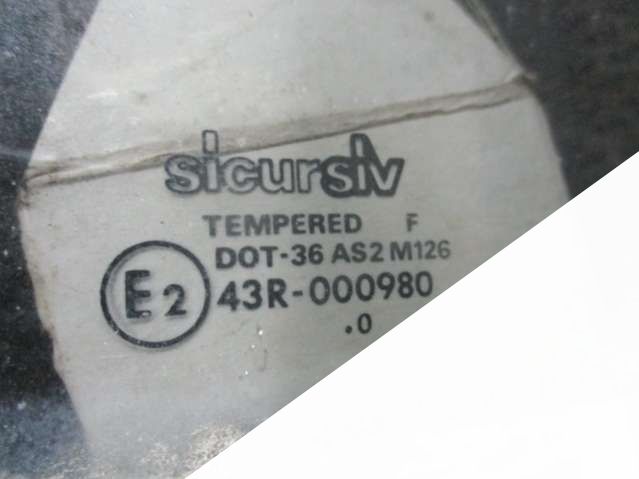 sicursiv
TEMPERED F
DOT-36 AS2 M126
E2 43R-000980
.0